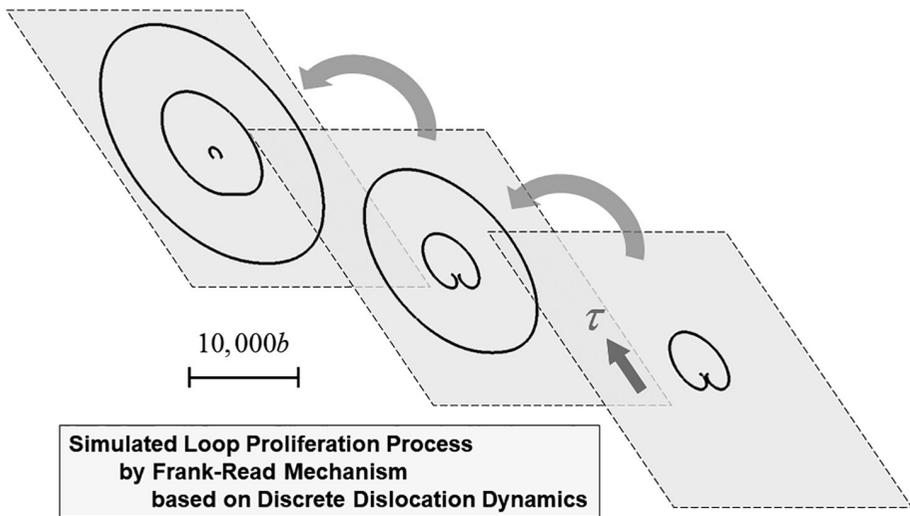 τ
10,000b
Simulated Loop Proliferation Process
by Frank-Read Mechanism
based on Discrete Dislocation Dynamics